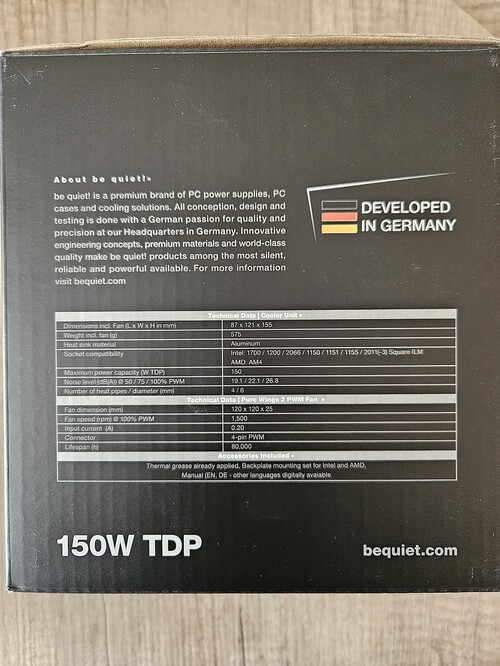 About be quiet!»
be quiet! is a premium brand of PC power supplies, PC
cases and cooling solutions. All conception, design and
testing is done with a German passion for quality and
precision at our Headquarters in Germany. Innovative
engineering concepts, premium materials and world-class
quality make be quiet! products among the most silent,
reliable and powerful available. For more information
visit bequiet.com
DEVELOPED
IN GERMANY
Technical Data | Cooler Unit »
Dimensions incl. Fan (L x W x H in mm) 87 x 121 x 155
Weight incl. fan (g) 575
Heat sink material Aluminum
Socket compatibility Intel: 1700 / 1200 / 2066 / 1150 / 1151 / 1155 / 2011(-3) Square ILM
AMD: AM4
Maximum power capacity (W TDP) 150
Noise level (dB(A)) @ 50 / 75 / 100% PWM 19.1 / 22.1 / 26.8
Number of heat pipes / diameter (mm) 4 / 6
Technical Data | Pure Wings 2 PWM Fan »
Fan dimension (mm) 120 x 120 x 25
Fan speed (rpm) @ 100% PWM 1,500
Input current (A) 0.20
Connector 4-pin PWM
Lifespan (h) 80,000
Accessories Included »
Thermal grease already applied, Backplate mounting set for Intel and AMD,
Manual (EN, DE - other languages digitally avaiable
150W TDP
bequiet.com